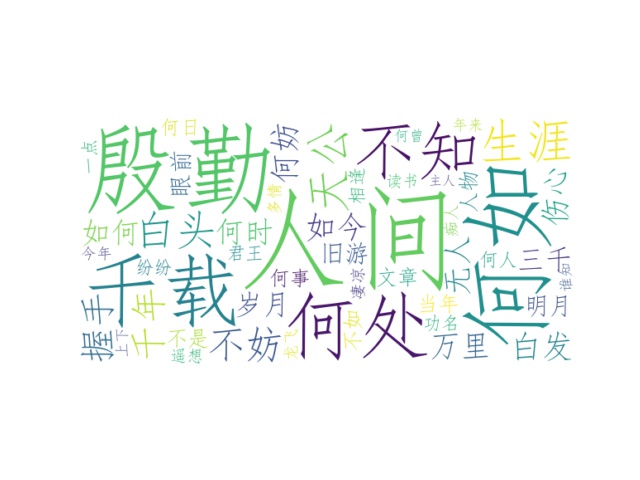 殷勤
人间
何如
千载
何处
不知
何日
一点
眼前
何妨
天公
何曾
年来
生涯
相逢
读书
主人
多情
如何
白头
何时
如今
无人
人物
伤心
今年
纷纷
君王
旧游
凄凉
何人
三千
谁知
何事
文章
握手
千年
岁月
当年
明月
上下
不是
遥想
不妨
龙飞
不如
功名
万里
白发